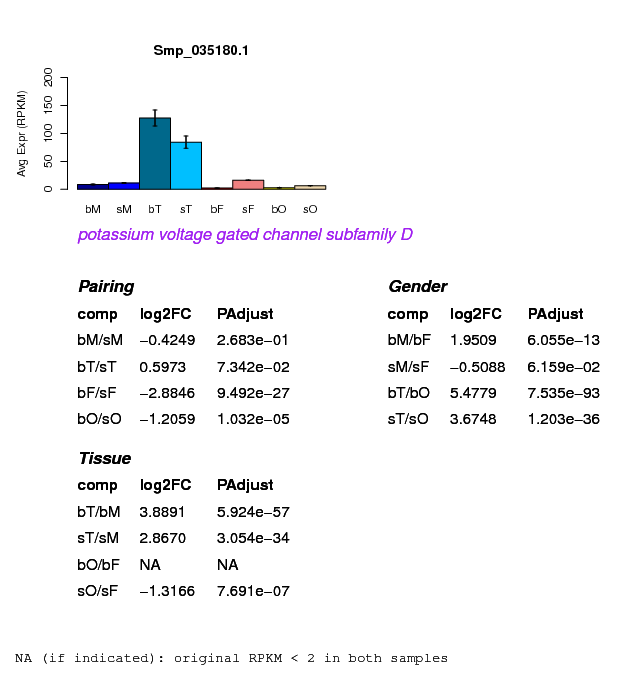 Smp_035180.1
Avg Expr (RPKM)
200
150
100
50
0
bM sM bT sT bF sF bO sO
potassium voltage gated channel subfamily D
Pairing
comp log2FC PAdjust
bM/sM −0.4249 2.683e−01
bT/sT 0.5973 7.342e−02
bF/sF −2.8846 9.492e−27
bO/sO −1.2059 1.032e−05
Gender
comp log2FC PAdjust
bM/bF 1.9509 6.055e−13
sM/sF −0.5088 6.159e−02
bT/bO 5.4779 7.535e−93
sT/sO 3.6748 1.203e−36
Tissue
comp log2FC PAdjust
bT/bM 3.8891 5.924e−57
sT/sM 2.8670 3.054e−34
bO/bF NA NA
sO/sF −1.3166 7.691e−07
NA (if indicated): original RPKM < 2 in both samples